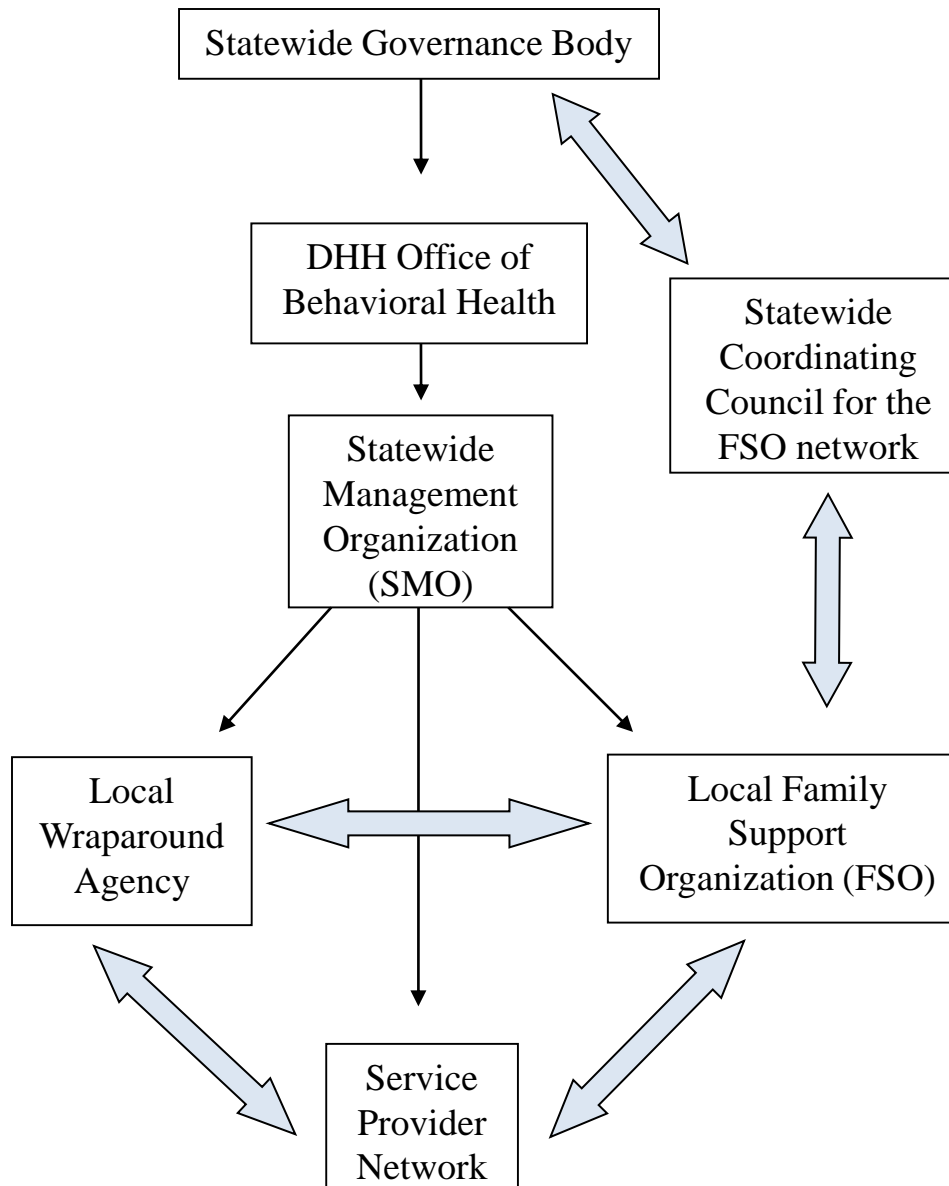 Statewide Governance Body
DHH Office of
Behavioral Health
Statewide
Coordinating
Council for the
FSO network
Statewide
Management
Organization
(SMO)
Local
Wraparound
Agency
Local Family
Support
Organization (FSO)
Service
Provider
Network